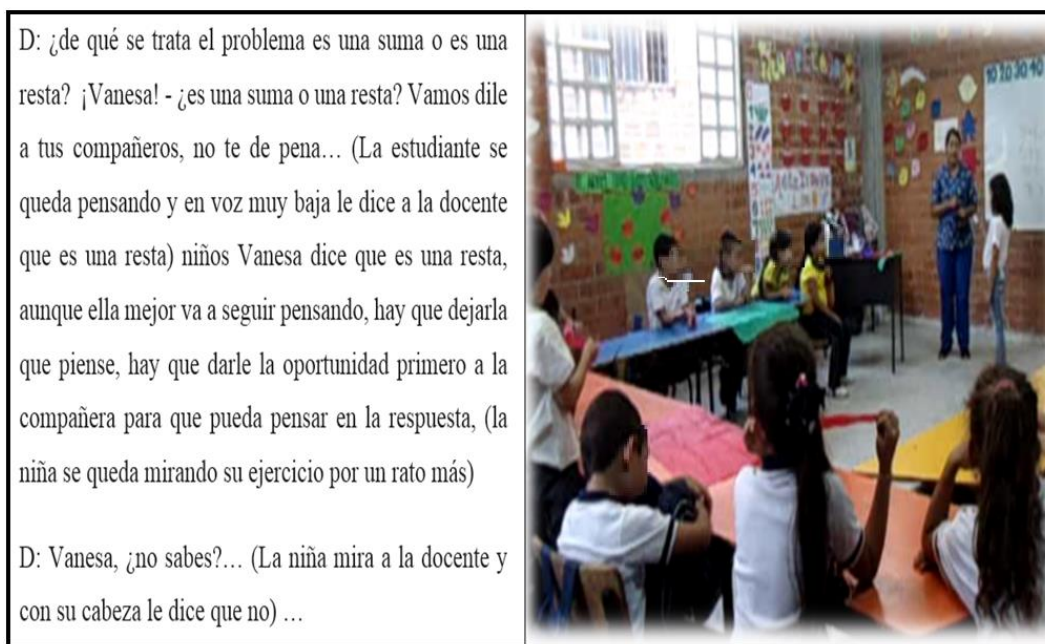 D: ¿de qué se trata el problema es una suma o es una
resta? ¡Vanesa! - ¿es una suma o una resta? Vamos dile
a tus compañeros, no te de pena… (La estudiante se
queda pensando y en voz muy baja le dice a la docente
que es una resta) niños Vanesa dice que es una resta,
aunque ella mejor va a seguir pensando, hay que dejarla
que piense, hay que darle la oportunidad primero a la
compañera para que pueda pensar en la respuesta, (la
niña se queda mirando su ejercicio por un rato más)
D: Vanesa, ¿no sabes?… (La niña mira a la docente y
con su cabeza le dice que no) …
10 20 30 40